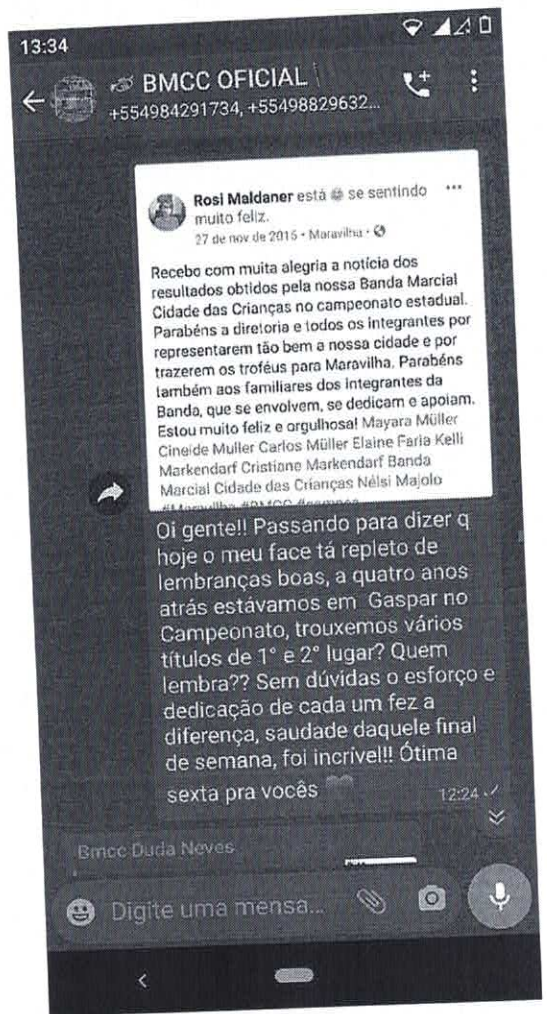 13:34
BMCC OFICIAL
+554984291734, +55498829632...
Rosi Maldaner está se sentindo
muito feliz.
27 de nov de 2015 • Maravilha •
Recebo com muita alegria a notícia dos
resultados obtidos pela nossa Banda Marcial
Cidade das Crianças no campeonato estadual.
Parabéns a diretoria e todos os integrantes por
representarem tão bem a nossa cidade e por
trazerem os troféus para Maravilha. Parabéns
também aos familiares dos integrantes da
Banda, que se envolvem, se dedicam e apoiam.
Estou muito feliz e orgulhosa! Mayara Müller
Cineide Muller Carlos Müller Elaine Faria Kelli
Markendarf Cristiane Markendarf Banda
Marcial Cidade das Crianças Nélsi Majolo
#Maravilha #BMCC
Oi gente!! Passando para dizer q
hoje o meu face tá repleto de
lembranças boas, a quatro anos
atrás estávamos em Gaspar no
Campeonato, trouxemos vários
títulos de 1° e 2° lugar? Quem
lembra?? Sem dúvidas o esforço e
dedicação de cada um fez a
diferença, saudade daquele final
de semana, foi incrível!! Ótima
sexta pra vocês
12:24
Bmcc Duda Neves
Digite uma mensa...